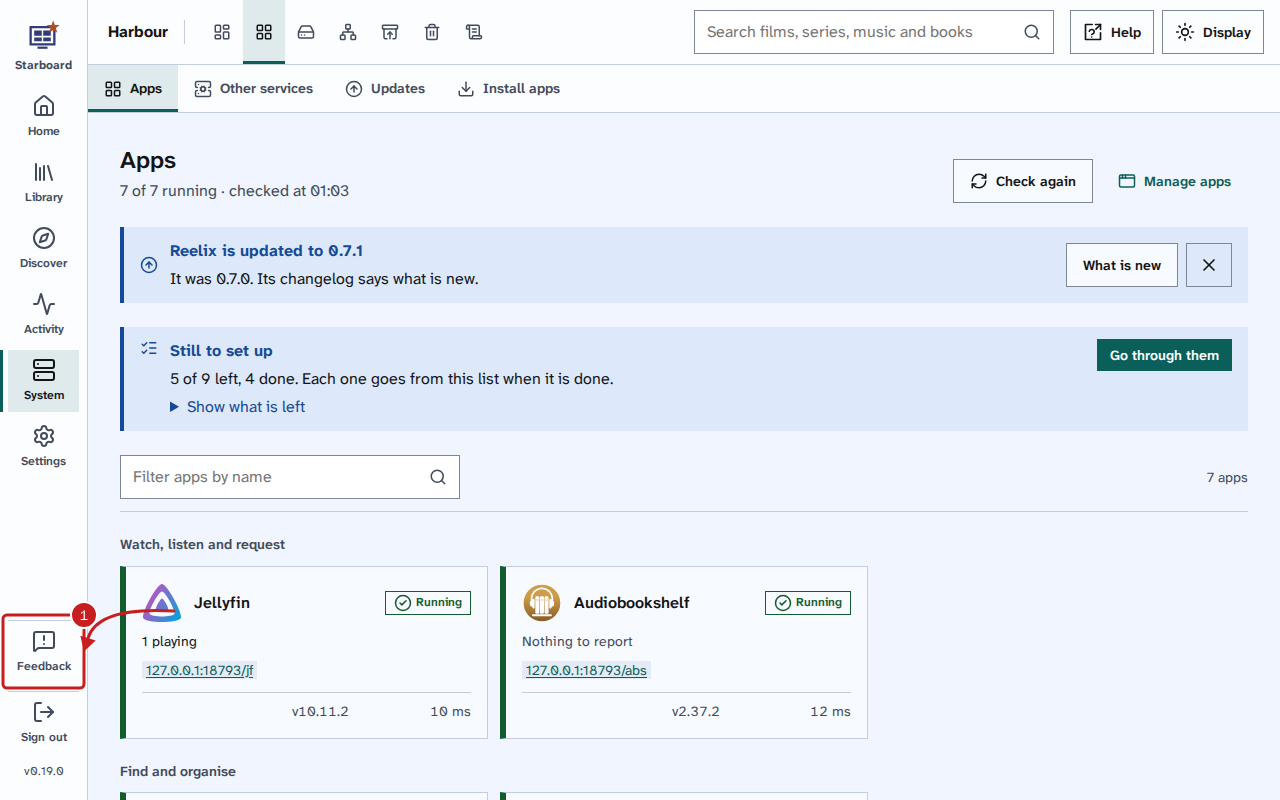 Starboard
Home
Library
Discover
Activity
System
Settings
1
Feedback
Sign out
v0.19.0
Harbour
Search films, series, music and books
Help
Display
Apps
Other services
Updates
Install apps
Apps
7 of 7 running · checked at 01:03
Check again
Manage apps
Reelix is updated to 0.7.1
It was 0.7.0. Its changelog says what is new.
What is new
Still to set up
5 of 9 left, 4 done. Each one goes from this list when it is done.
Show what is left
Go through them
Filter apps by name
7 apps
Watch, listen and request
Jellyfin
Running
1 playing
127.0.0.1:18793/jf
v10.11.2
10 ms
Audiobookshelf
Running
Nothing to report
127.0.0.1:18793/abs
v2.37.2
12 ms
Find and organise